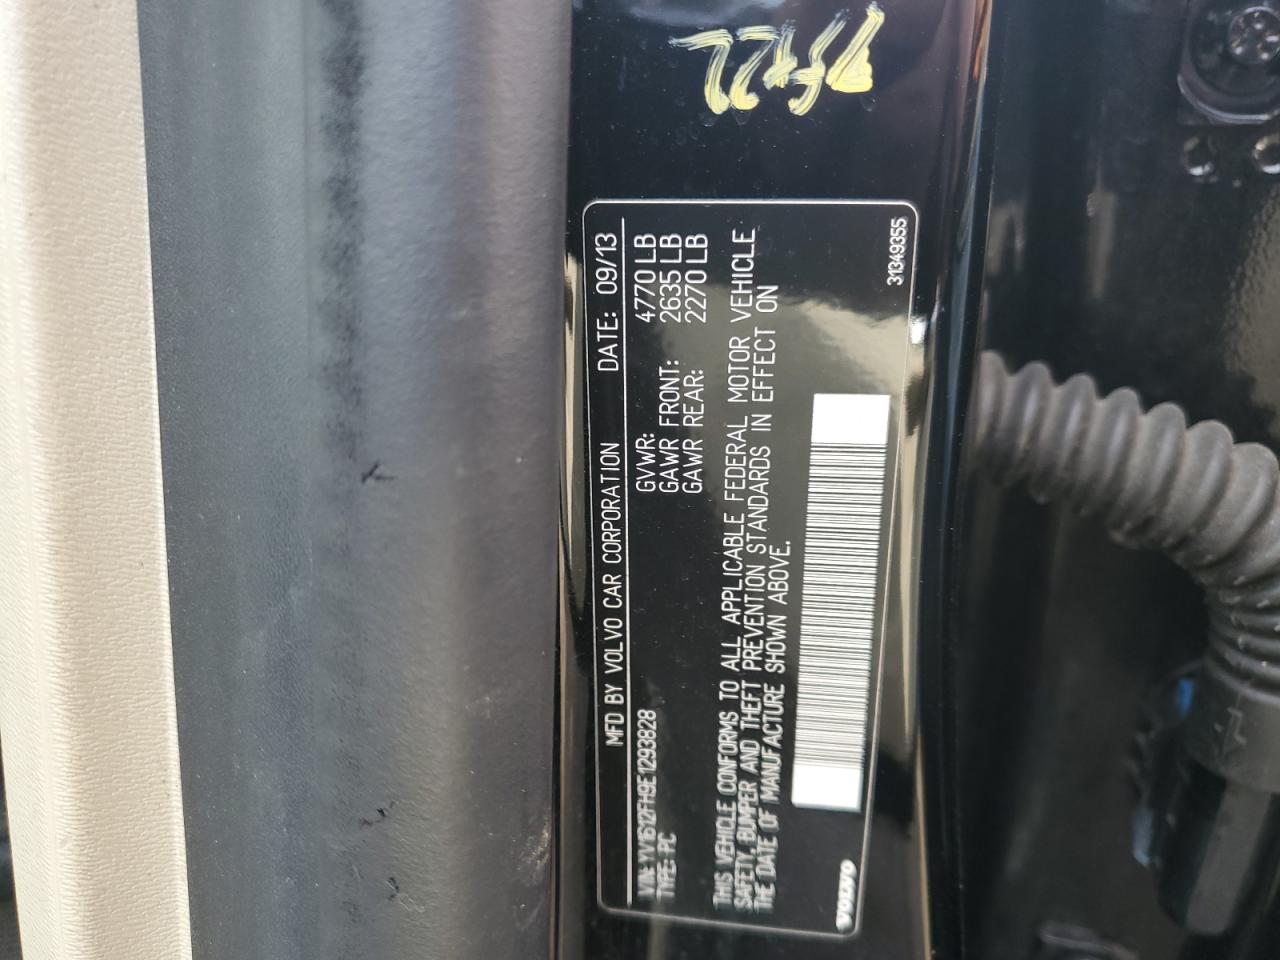 MFD BY VOLVO CAR CORPORATION DATE: 09/13
VIN: YV1612FH9E1293828 GVWR: 4770 LB
TYPE: PC GAWR FRONT: 2635 LB
GAWR REAR: 2270 LB
THIS VEHICLE CONFORMS TO ALL APPLICABLE FEDERAL MOTOR VEHICLE
SAFETY, BUMPER AND THEFT PREVENTION STANDARDS IN EFFECT ON
THE DATE OF MANUFACTURE SHOWN ABOVE.
VOLVO
31349355